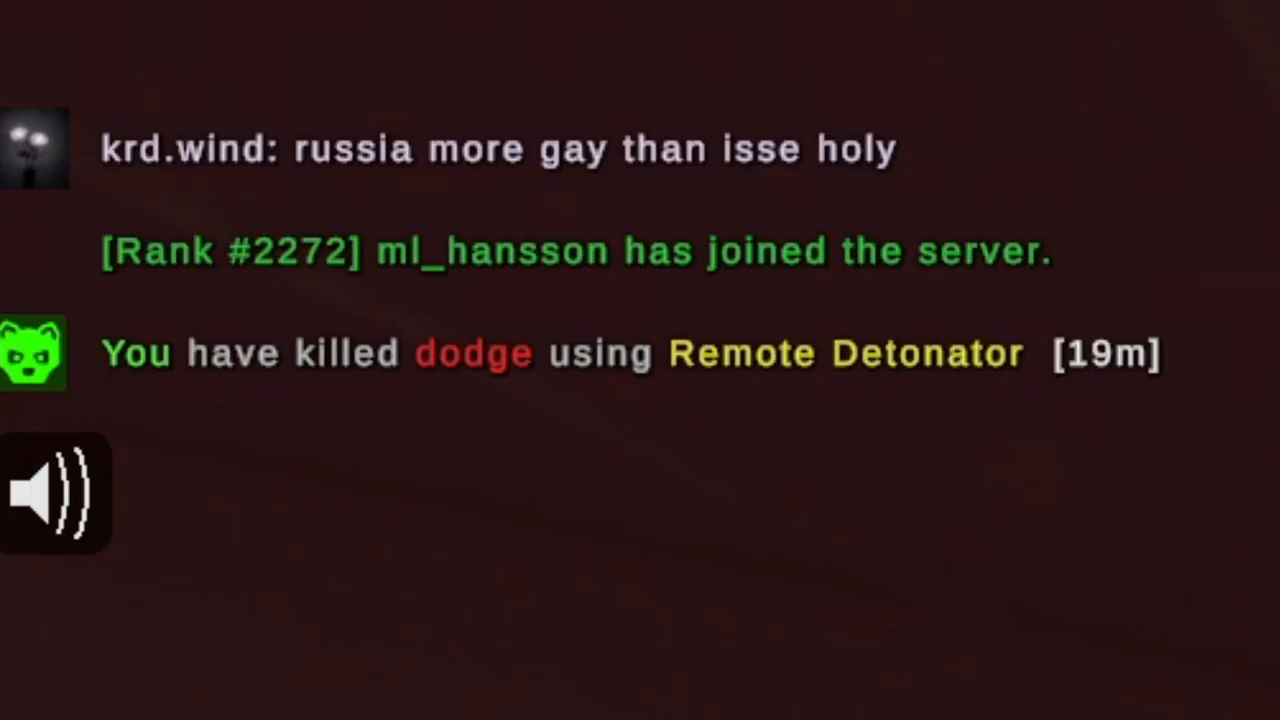 krd.wind: russia more gay than isse holy
[Rank #2272] ml_hansson has joined the server.
You have killed dodge using Remote Detonator [19m]